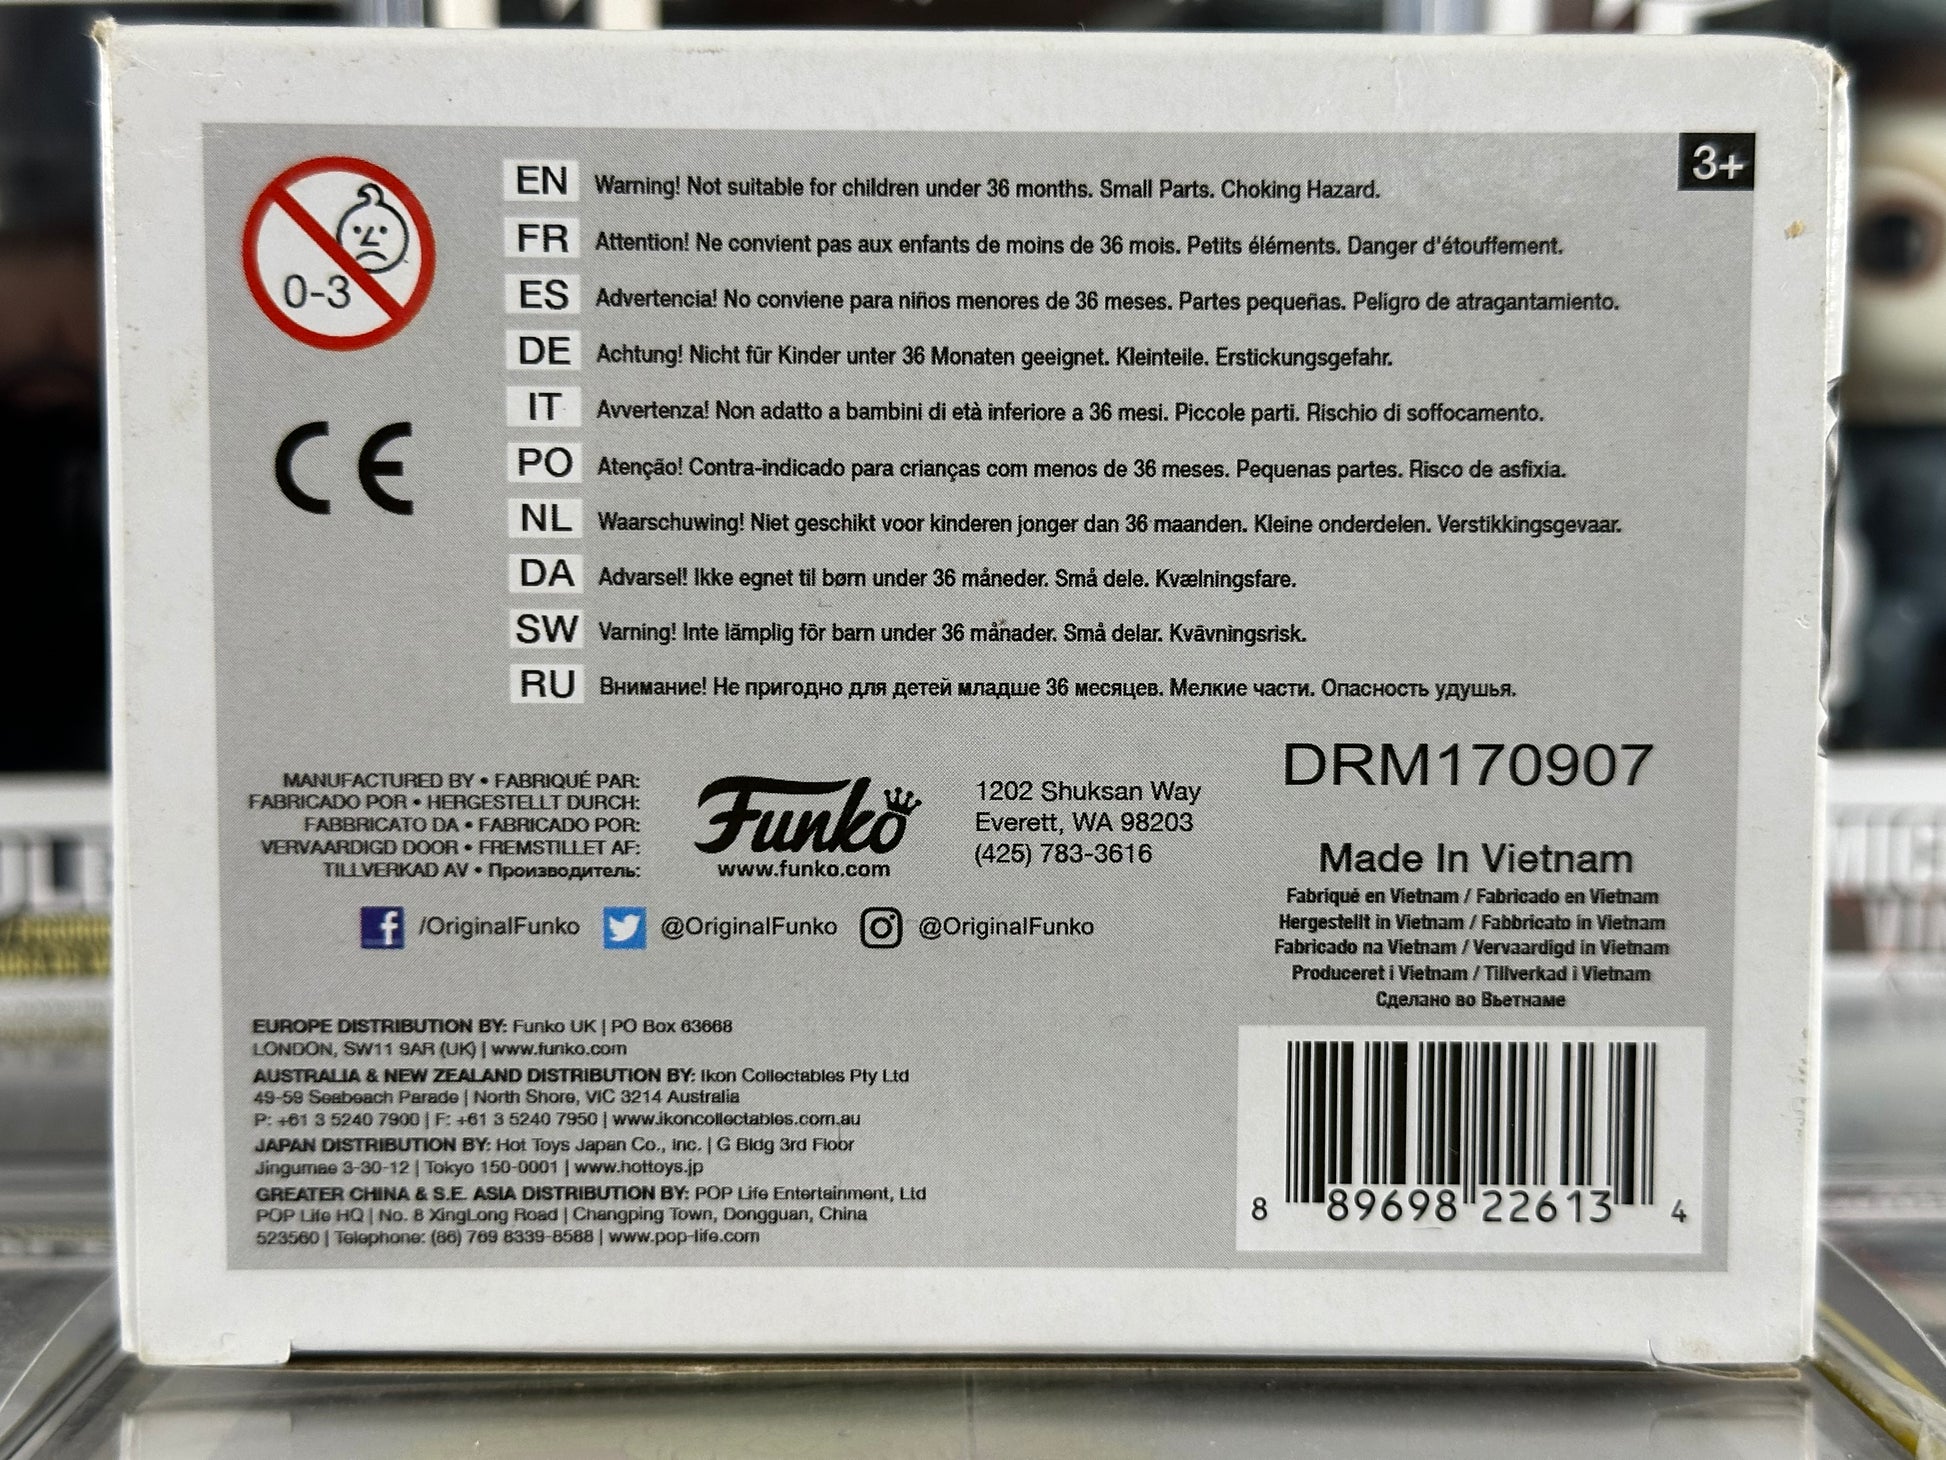 3+
0-3
EN Warning! Not suitable for children under 36 months. Small Parts. Choking Hazard.
FR Attention! Ne convient pas aux enfants de moins de 36 mois. Petits éléments. Danger d'étouffement.
ES Advertencia! No conviene para niños menores de 36 meses. Partes pequeñas. Peligro de atragantamiento.
DE Achtung! Nicht für Kinder unter 36 Monaten geeignet. Kleinteile. Erstickungsgefahr.
IT Avvertenza! Non adatto a bambini di età inferiore a 36 mesi. Piccole parti. Rischio di soffocamento.
PO Atenção! Contra-indicado para crianças com menos de 36 meses. Pequenas partes. Risco de asfixia.
NL Waarschuwing! Niet geschikt voor kinderen jonger dan 36 maanden. Kleine onderdelen. Verstikkingsgevaar.
DA Advarsel! Ikke egnet til børn under 36 måneder. Små dele. Kvælningsfare.
SW Varning! Inte lämplig för barn under 36 månader. Små delar. Kvävningsrisk.
RU Внимание! Не пригодно для детей младше 36 месяцев. Мелкие части. Опасность удушья.
CE
MANUFACTURED BY • FABRIQUÉ PAR:
FABRICADO POR • HERGESTELLT DURCH:
FABBRICATO DA • FABRICADO POR:
VERVAARDIGD DOOR • FREMSTILLET AF:
TILLVERKAD AV • Производитель:
Funko
www.funko.com
1202 Shuksan Way
Everett, WA 98203
(425) 783-3616
/OriginalFunko @OriginalFunko @OriginalFunko
DRM170907
Made In Vietnam
Fabriqué en Vietnam / Fabricado en Vietnam
Hergestellt in Vietnam / Fabbricato in Vietnam
Fabricado na Vietnam / Vervaardigd in Vietnam
Produceret i Vietnam / Tillverkad i Vietnam
Сделано во Вьетнаме
EUROPE DISTRIBUTION BY: Funko UK | PO Box 63668
LONDON, SW11 9AR (UK) | www.funko.com
AUSTRALIA & NEW ZEALAND DISTRIBUTION BY: Ikon Collectables Pty Ltd
49-59 Seabeach Parade | North Shore, VIC 3214 Australia
P: +61 3 5240 7900 | F: +61 3 5240 7950 | www.ikoncollectables.com.au
JAPAN DISTRIBUTION BY: Hot Toys Japan Co., Inc. | G Bldg 3rd Floor
Jingumae 3-30-12 | Tokyo 150-0001 | www.hottoys.jp
GREATER CHINA & S.E. ASIA DISTRIBUTION BY: POP Life Entertainment, Ltd
POP Life HQ | No. 8 XingLong Road | Changping Town, Dongguan, China
523560 | Telephone: (86) 769 8339-8588 | www.pop-life.com
8 89698 22613 4